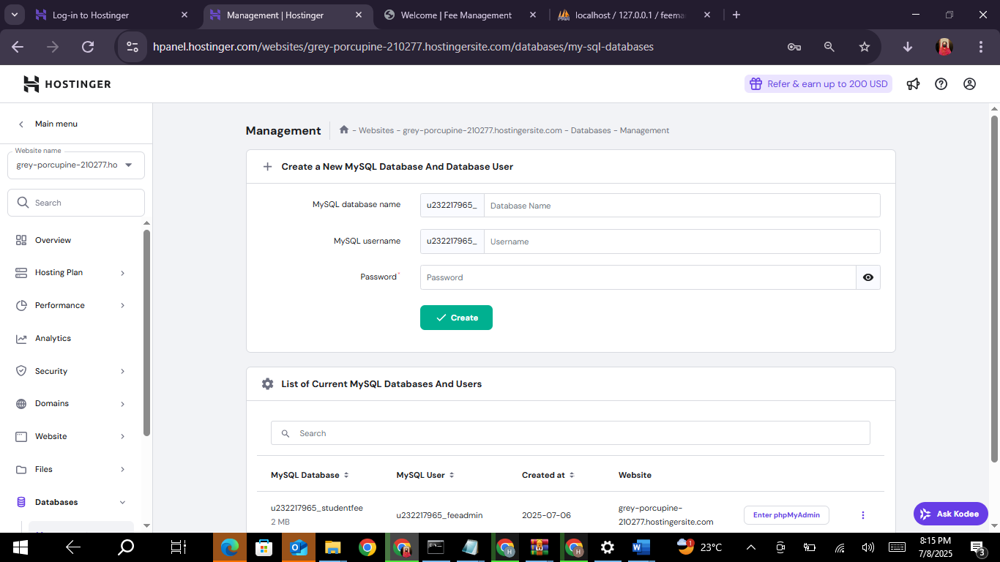 Log-in to Hostinger
Management | Hostinger
Welcome | Fee Management
localhost / 127.0.0.1 / feema
hpanel.hostinger.com/websites/grey-porcupine-210277.hostingersite.com/databases/my-sql-databases
HOSTINGER
Refer & earn up to 200 USD
Main menu
Website name
grey-porcupine-210277.ho
Search
Overview
Hosting Plan
Performance
Analytics
Security
Domains
Website
Files
Databases
Management - Websites - grey-porcupine-210277.hostingersite.com - Databases - Management
Create a New MySQL Database And Database User
MySQL database name u232217965_ Database Name
MySQL username u232217965_ Username
Password* Password
Create
List of Current MySQL Databases And Users
Search
MySQL Database MySQL User Created at Website
u232217965_studentfee
2 MB
u232217965_feeadmin
2025-07-06
grey-porcupine-
210277.hostingersite.com
Enter phpMyAdmin
Ask Kodee
1
23°C
H
H
W
8:15 PM
7/8/2025
3